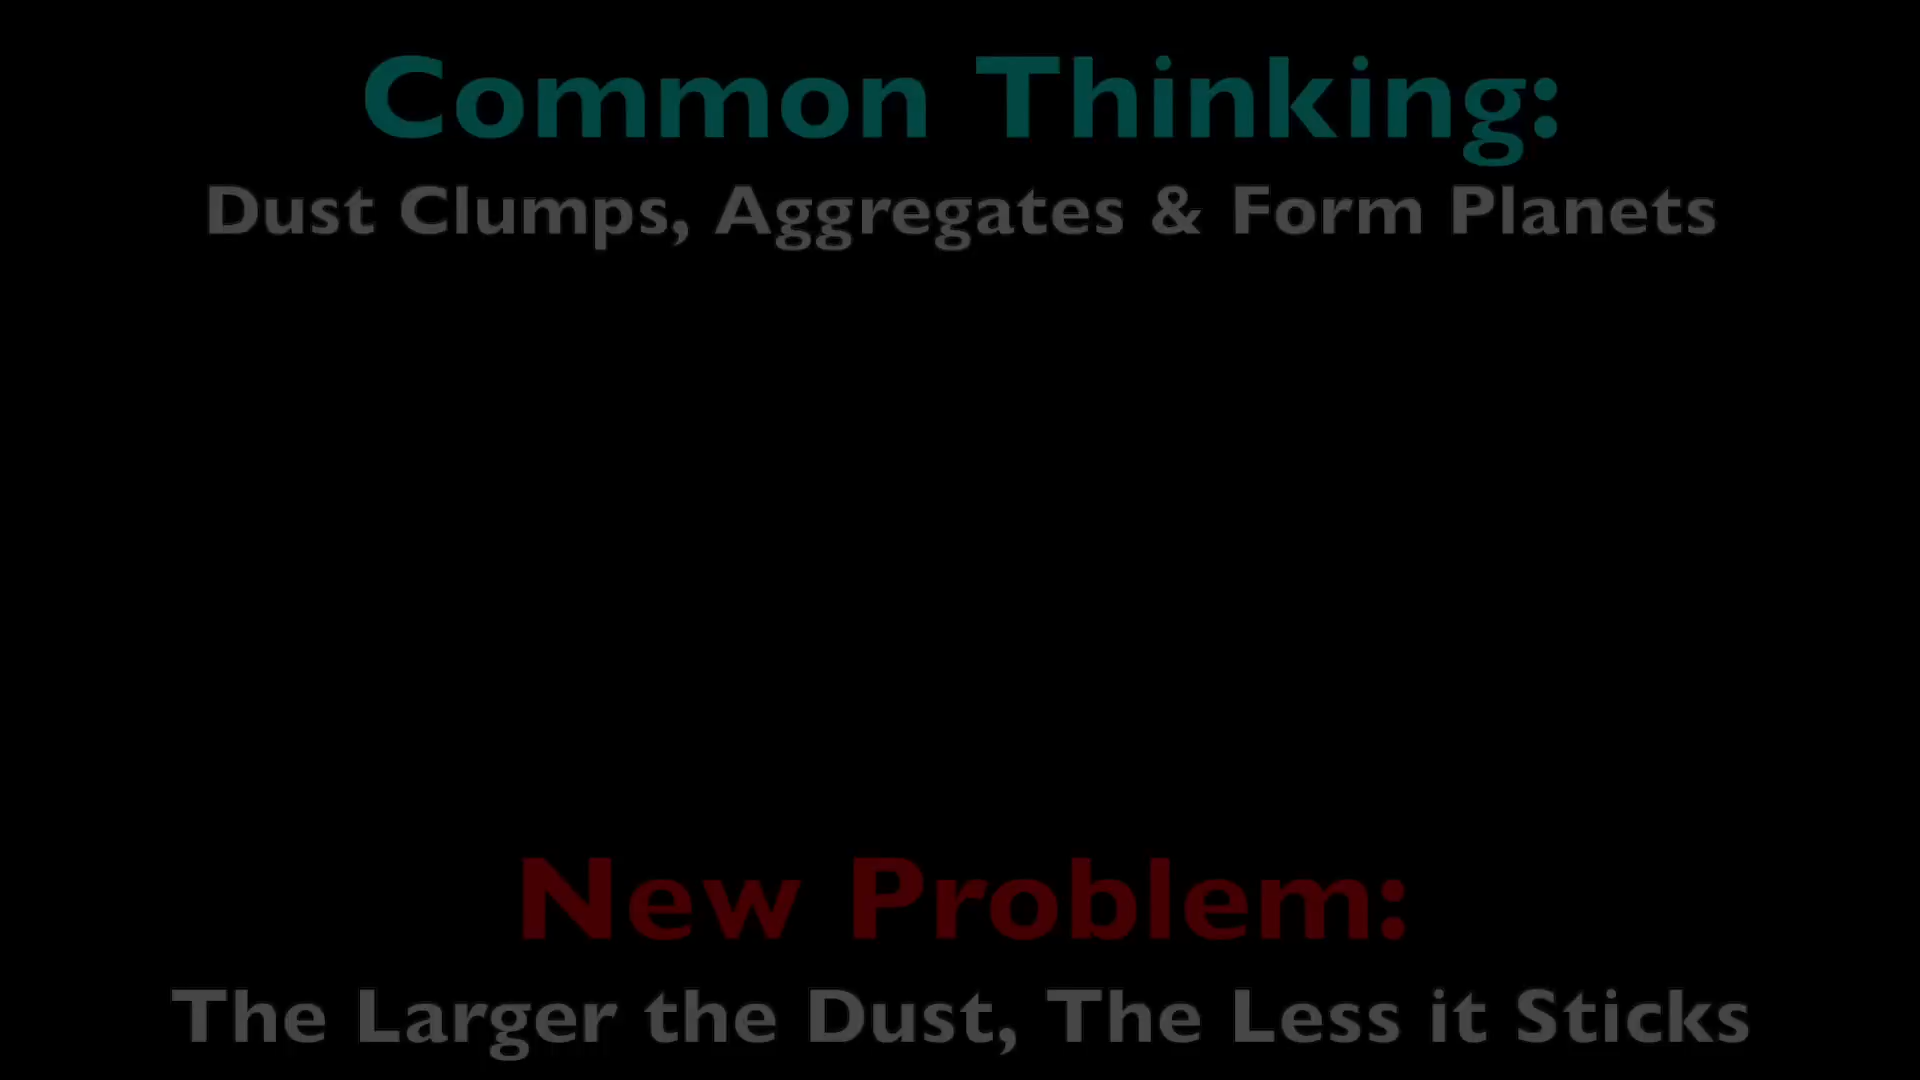 Common Thinking:
Dust Clumps, Aggregates & Form Planets
New Problem:
The Larger the Dust, The Less it Sticks